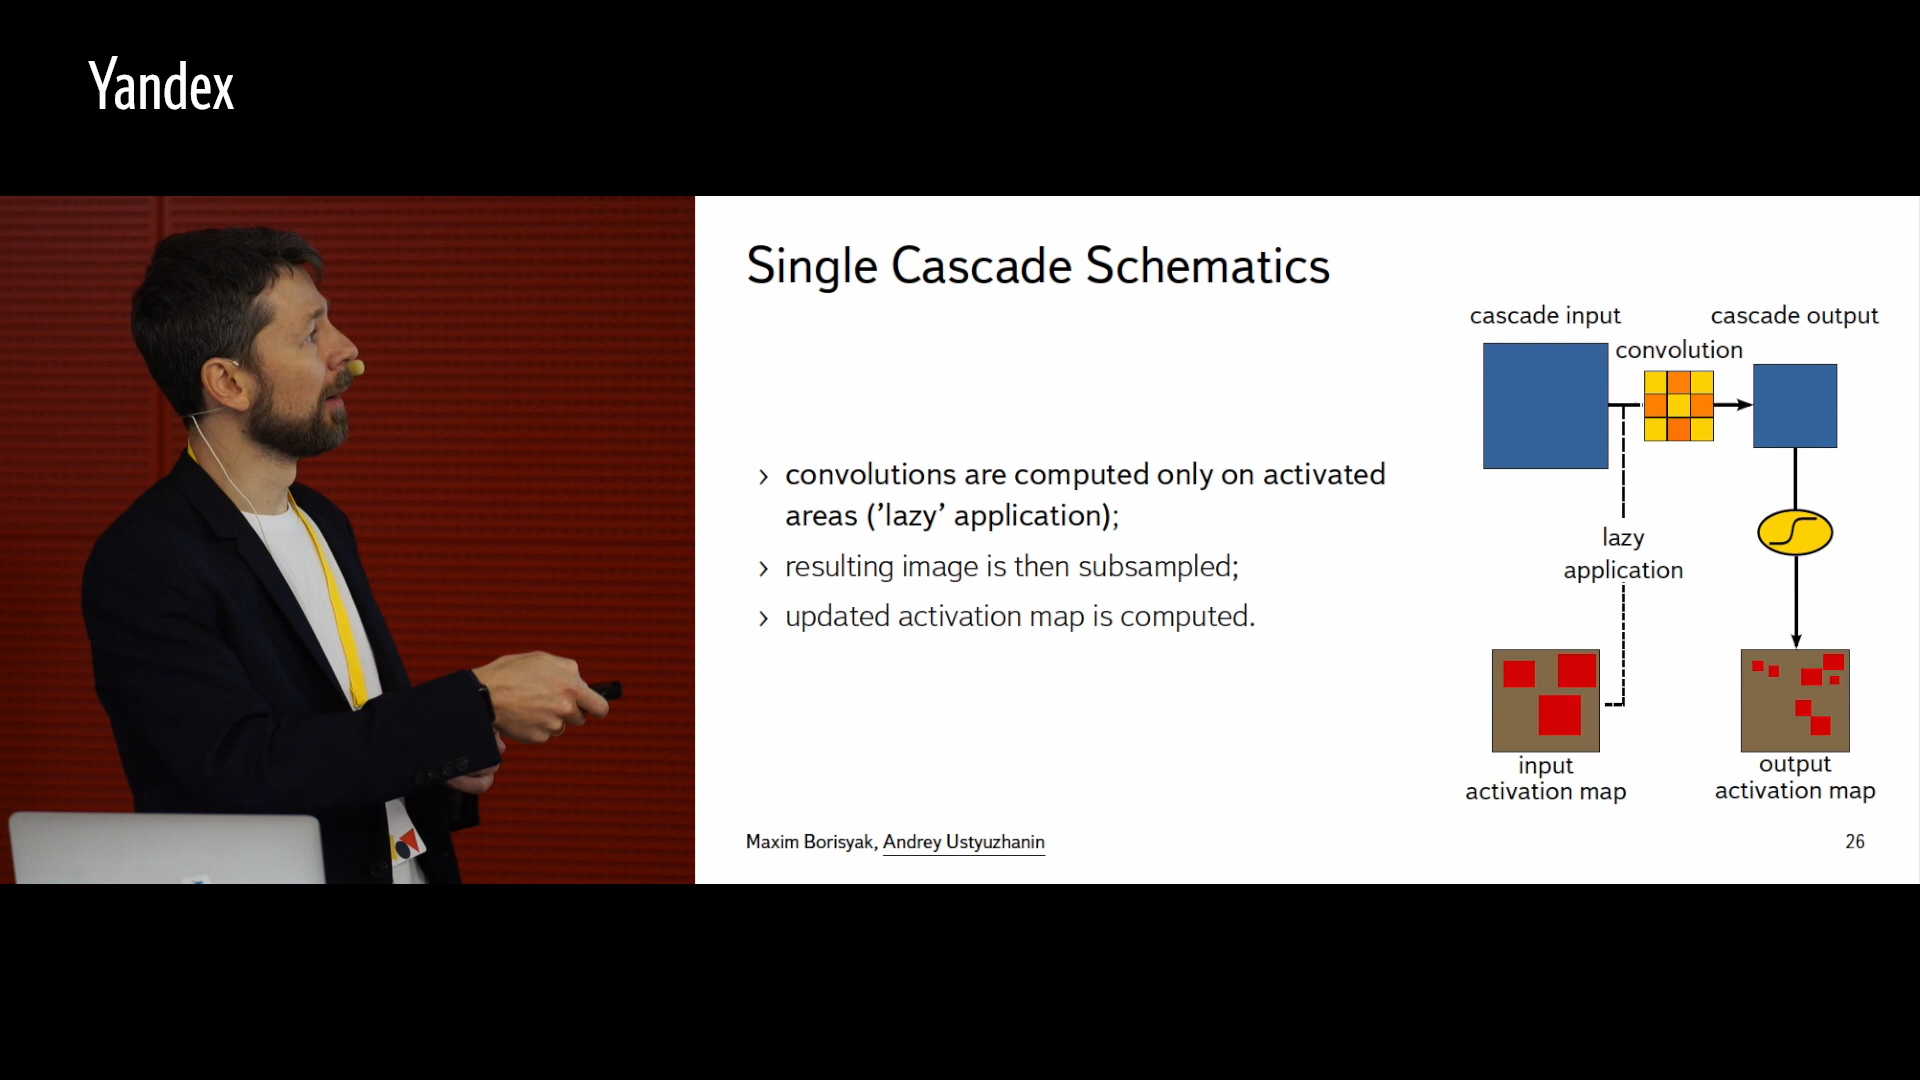 Yandex
Single Cascade Schematics
cascade input
cascade output
convolution
› convolutions are computed only on activated
areas (’lazy’ application);
› resulting image is then subsampled;
› updated activation map is computed.
lazy
application
input
activation map
output
activation map
Maxim Borisyak, Andrey Ustyuzhanin
26